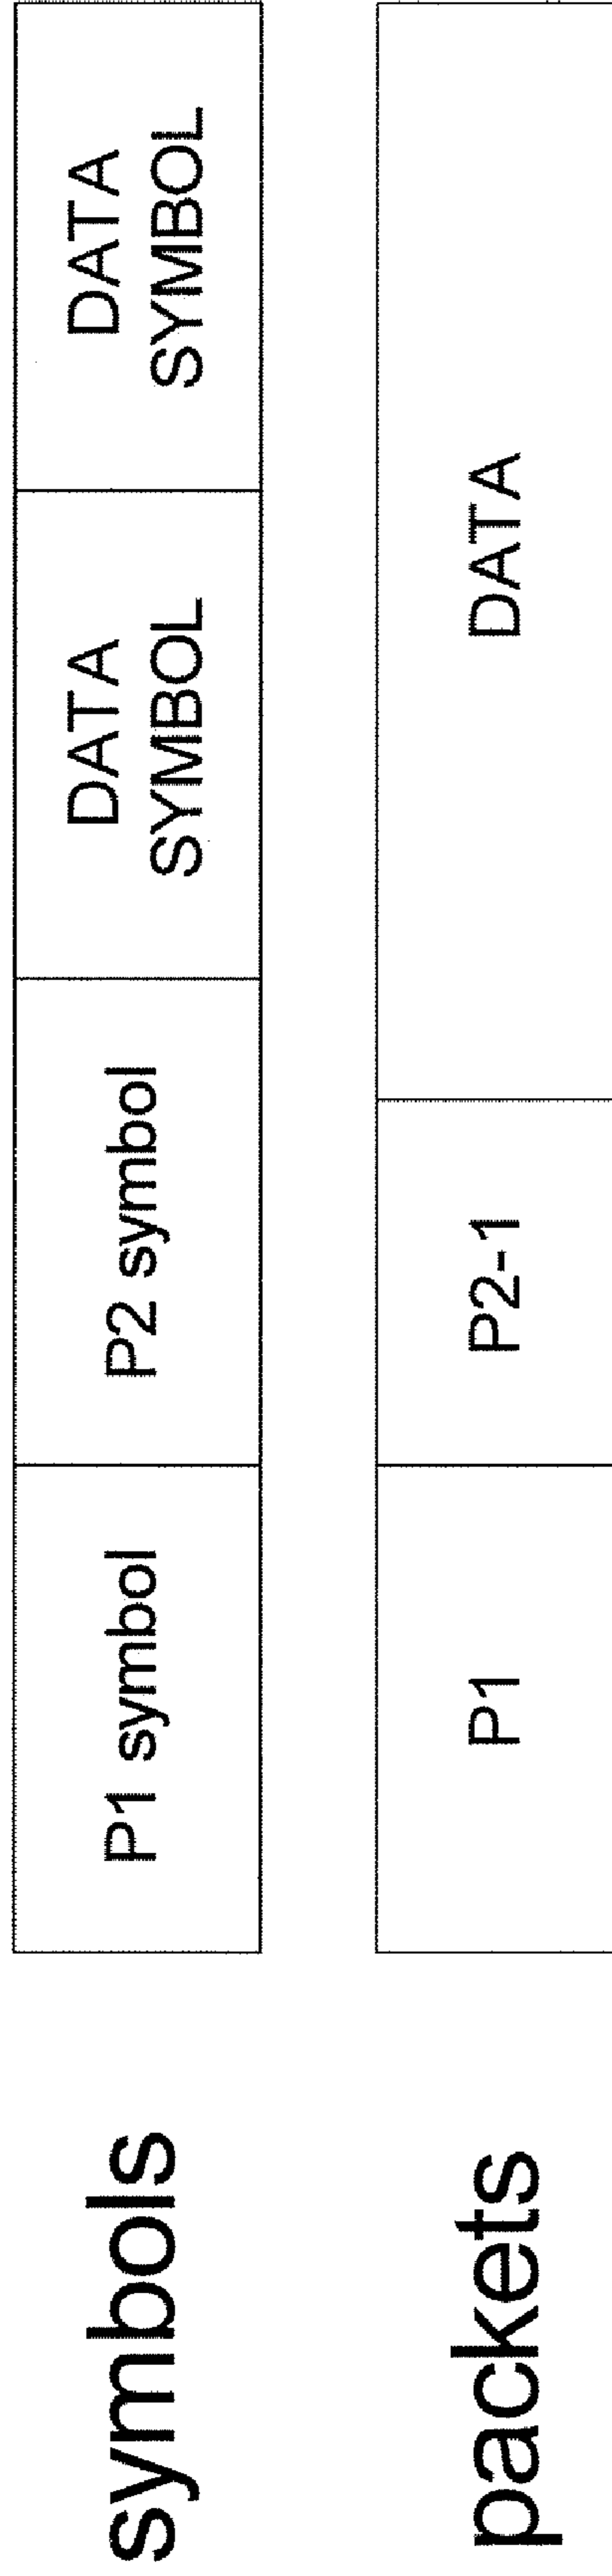 symbols
P1 symbol
P2 symbol
DATA
SYMBOL
DATA
SYMBOL
packets
P1
P2-1
DATA